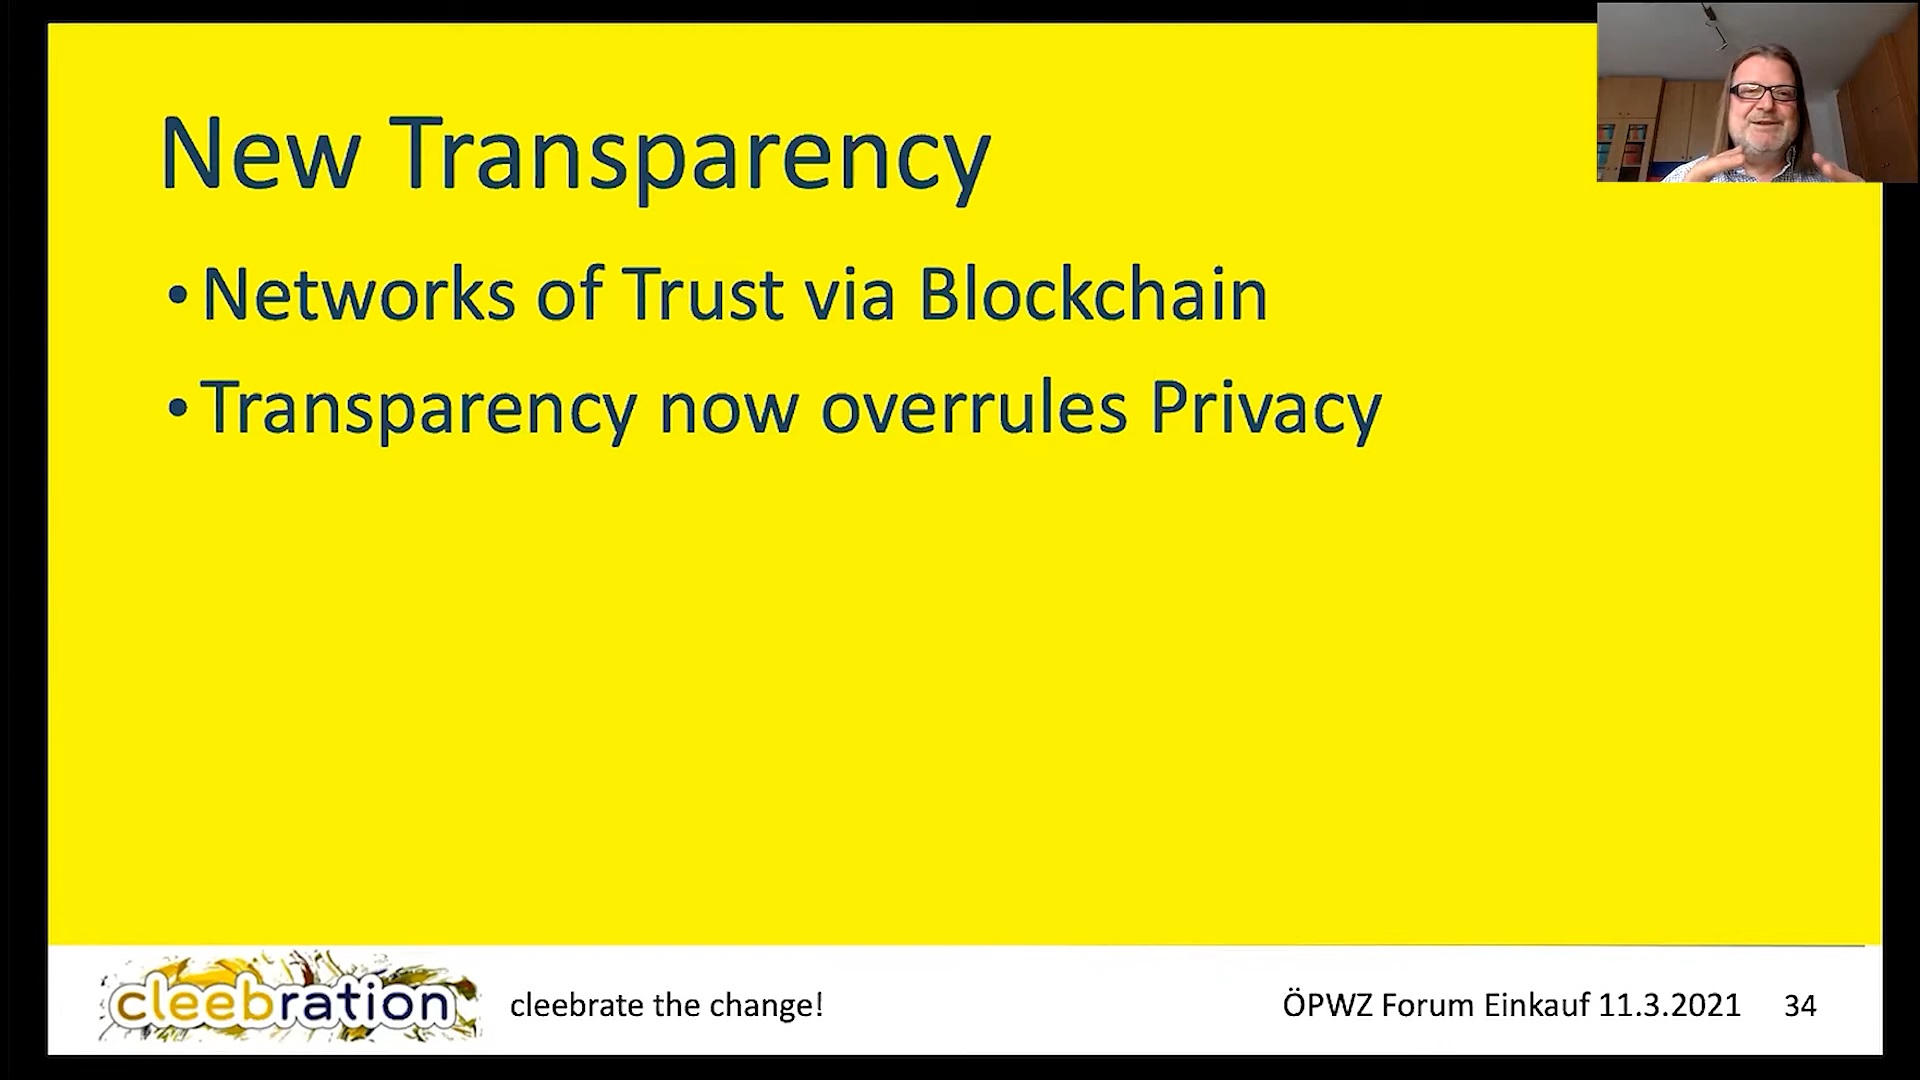 New Transparency
• Networks of Trust via Blockchain
• Transparency now overrules Privacy
cleebration
cleebrate the change!
ÖPWZ Forum Einkauf 11.3.2021
34